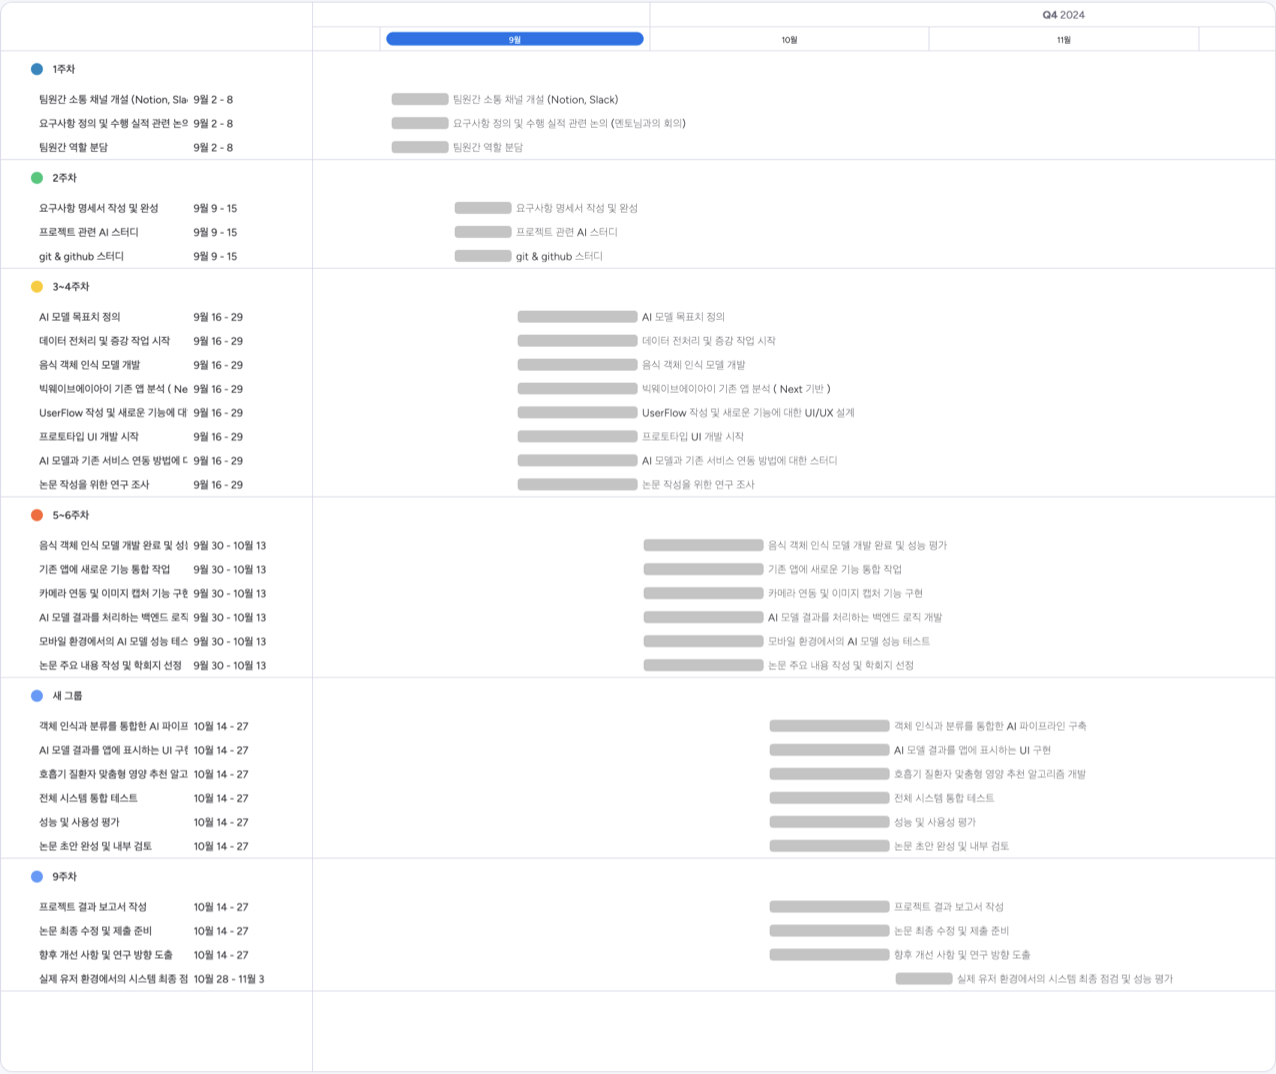 Q4 2024
9월 10월 11월
1주차
팀원간 소통 채널 개설 (Notion, Sla 9월 2 - 8 팀원간 소통 채널 개설 (Notion, Slack)
요구사항 정의 및 수행 실적 관련 논의 9월 2 - 8 요구사항 정의 및 수행 실적 관련 논의 (멘토님과의 회의)
팀원간 역할 분담 9월 2 - 8 팀원간 역할 분담
2주차
요구사항 명세서 작성 및 완성 9월 9 - 15 요구사항 명세서 작성 및 완성
프로젝트 관련 AI 스터디 9월 9 - 15 프로젝트 관련 AI 스터디
git & github 스터디 9월 9 - 15 git & github 스터디
3~4주차
AI 모델 목표치 정의 9월 16 - 29 AI 모델 목표치 정의
데이터 전처리 및 증강 작업 시작 9월 16 - 29 데이터 전처리 및 증강 작업 시작
음식 객체 인식 모델 개발 9월 16 - 29 음식 객체 인식 모델 개발
빅웨이브에이아이 기존 앱 분석 ( Ne 9월 16 - 29 빅웨이브에이아이 기존 앱 분석 ( Next 기반 )
UserFlow 작성 및 새로운 기능에 대 9월 16 - 29 UserFlow 작성 및 새로운 기능에 대한 UI/UX 설계
프로토타입 UI 개발 시작 9월 16 - 29 프로토타입 UI 개발 시작
AI 모델과 기존 서비스 연동 방법에 9월 16 - 29 AI 모델과 기존 서비스 연동 방법에 대한 스터디
논문 작성을 위한 연구 조사 9월 16 - 29 논문 작성을 위한 연구 조사
5~6주차
음식 객체 인식 모델 개발 완료 및 9월 30 - 10월 13 음식 객체 인식 모델 개발 완료 및 성능 평가
기존 앱에 새로운 기능 통합 작업 9월 30 - 10월 13 기존 앱에 새로운 기능 통합 작업
카메라 연동 및 이미지 캡처 기능 구현 9월 30 - 10월 13 카메라 연동 및 이미지 캡처 기능 구현
AI 모델 결과를 처리하는 백엔드 로직 9월 30 - 10월 13 AI 모델 결과를 처리하는 백엔드 로직 개발
모바일 환경에서의 AI 모델 성능 테스 9월 30 - 10월 13 모바일 환경에서의 AI 모델 성능 테스트
논문 주요 내용 작성 및 학회지 선정 9월 30 - 10월 13 논문 주요 내용 작성 및 학회지 선정
새 그룹
객체 인식과 분류를 통합한 AI 파이프 10월 14 - 27 객체 인식과 분류를 통합한 AI 파이프라인 구축
AI 모델 결과를 앱에 표시하는 UI 구현 10월 14 - 27 AI 모델 결과를 앱에 표시하는 UI 구현
호흡기 질환자 맞춤형 영양 추천 알고 10월 14 - 27 호흡기 질환자 맞춤형 영양 추천 알고리즘 개발
전체 시스템 통합 테스트 10월 14 - 27 전체 시스템 통합 테스트
성능 및 사용성 평가 10월 14 - 27 성능 및 사용성 평가
논문 초안 완성 및 내부 검토 10월 14 - 27 논문 초안 완성 및 내부 검토
9주차
프로젝트 결과 보고서 작성 10월 14 - 27 프로젝트 결과 보고서 작성
논문 최종 수정 및 제출 준비 10월 14 - 27 논문 최종 수정 및 제출 준비
향후 개선 사항 및 연구 방향 도출 10월 14 - 27 향후 개선 사항 및 연구 방향 도출
실제 유저 환경에서의 시스템 최종 점 10월 28 - 11월 3 실제 유저 환경에서의 시스템 최종 점검 및 성능 평가